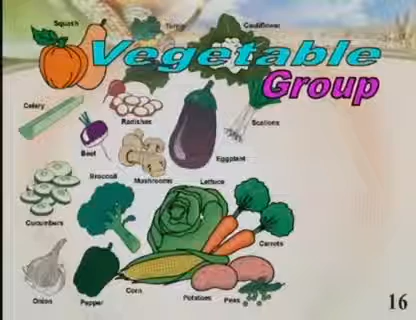 Squash
Turnip
Cauliflower
Vegetable
Group
Celery
Radishes
Scallions
Beet
Eggplant
Broccoli
Mushrooms
Lettuce
Cucumbers
Carrots
Onion
Pepper
Corn
Potatoes
Peas
16